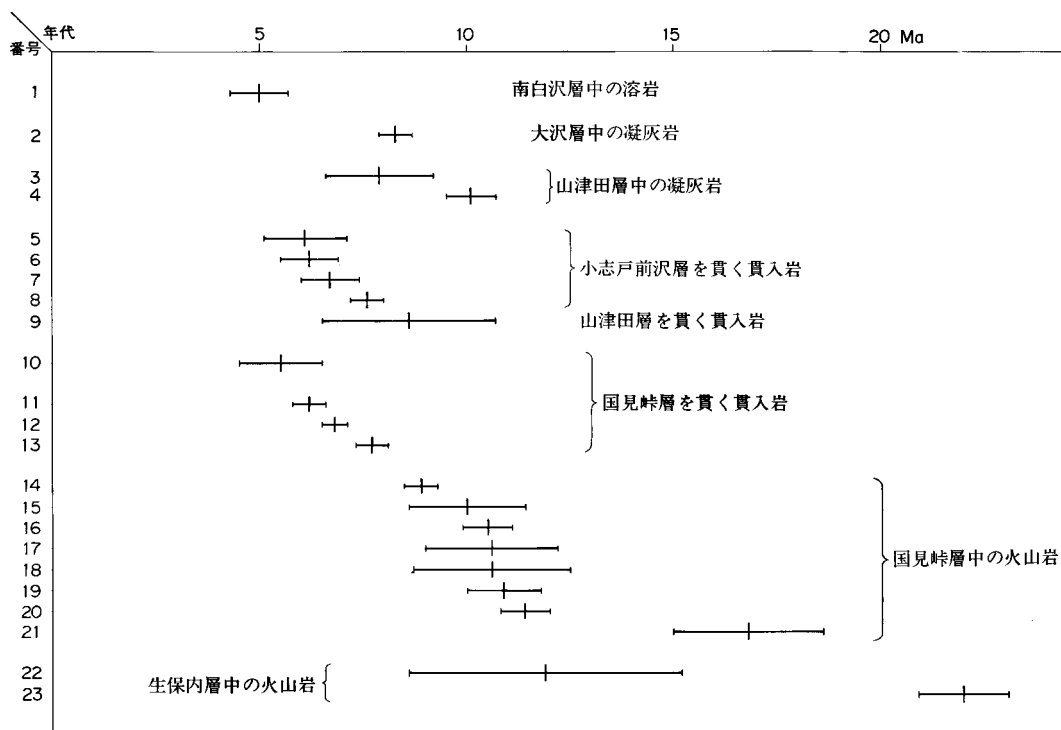 年代
番号
5 10 15 20 Ma
1 南白沢層中の溶岩
2 大沢層中の凝灰岩
3
4
山津田層中の凝灰岩
5
6
7
8
小志戸前沢層を貫く貫入岩
9 山津田層を貫く貫入岩
10
11
12
13
国見峠層を貫く貫入岩
14
15
16
17
18
19
20
21
国見峠層中の火山岩
22
23
生保内層中の火山岩